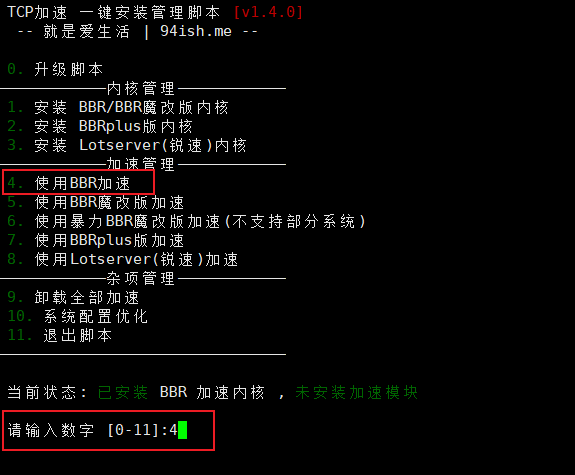 TCP加速 一键安装管理脚本 [v1.4.0]
-- 就是爱生活 | 94ish.me --
0. 升级脚本
————————内核管理————————
1. 安装 BBR/BBR魔改版内核
2. 安装 BBRplus版内核
3. 安装 Lotserver(锐速)内核
————————加速管理————————
4. 使用BBR加速
5. 使用BBR魔改版加速
6. 使用暴力BBR魔改版加速(不支持部分系统)
7. 使用BBRplus版加速
8. 使用Lotserver(锐速)加速
————————杂项管理————————
9. 卸载全部加速
10. 系统配置优化
11. 退出脚本
————————————————————————
当前状态: 已安装 BBR 加速内核 , 未安装加速模块
请输入数字 [0-11]:4